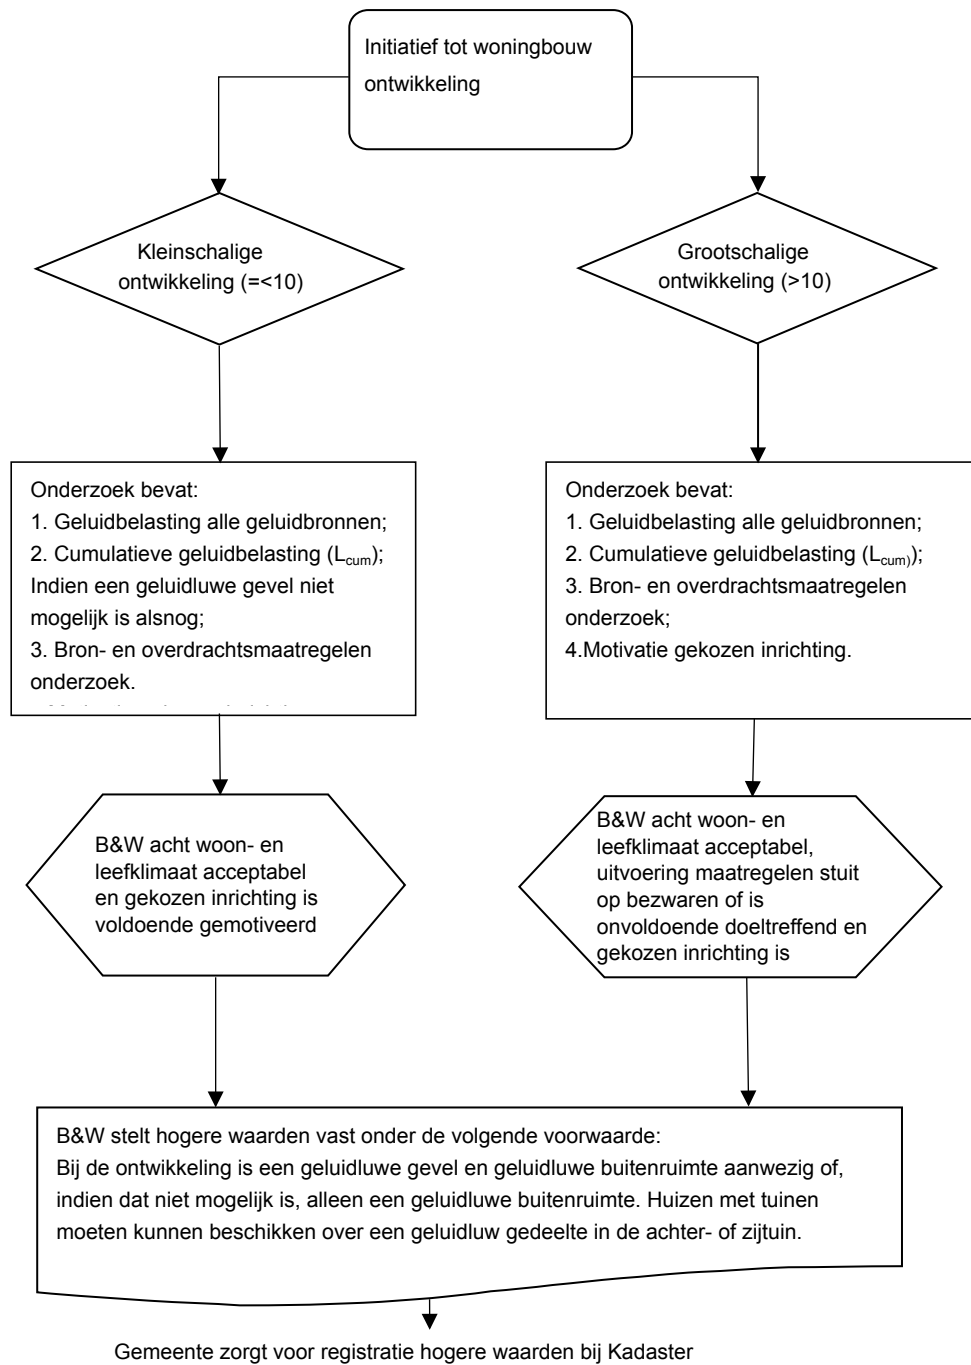 Initiatief tot woningbouw
ontwikkeling
Kleinschalige
ontwikkeling (=<10)
Grootschalige
ontwikkeling (>10)
Onderzoek bevat:
1. Geluidbelasting alle geluidbronnen;
2. Cumulatieve geluidbelasting (Lcum);
Indien een geluidluwe gevel niet
mogelijk is alsnog;
3. Bron- en overdrachtsmaatregelen
onderzoek.
Onderzoek bevat:
1. Geluidbelasting alle geluidbronnen;
2. Cumulatieve geluidbelasting (Lcum));
3. Bron- en overdrachtsmaatregelen
onderzoek;
4.Motivatie gekozen inrichting.
B&W acht woon- en
leefklimaat acceptabel
en gekozen inrichting is
voldoende gemotiveerd
B&W acht woon- en
leefklimaat acceptabel,
uitvoering maatregelen stuit
op bezwaren of is
onvoldoende doeltreffend en
gekozen inrichting is
B&W stelt hogere waarden vast onder de volgende voorwaarde:
Bij de ontwikkeling is een geluidluwe gevel en geluidluwe buitenruimte aanwezig of,
indien dat niet mogelijk is, alleen een geluidluwe buitenruimte. Huizen met tuinen
moeten kunnen beschikken over een geluidluw gedeelte in de achter- of zijtuin.
Gemeente zorgt voor registratie hogere waarden bij Kadaster